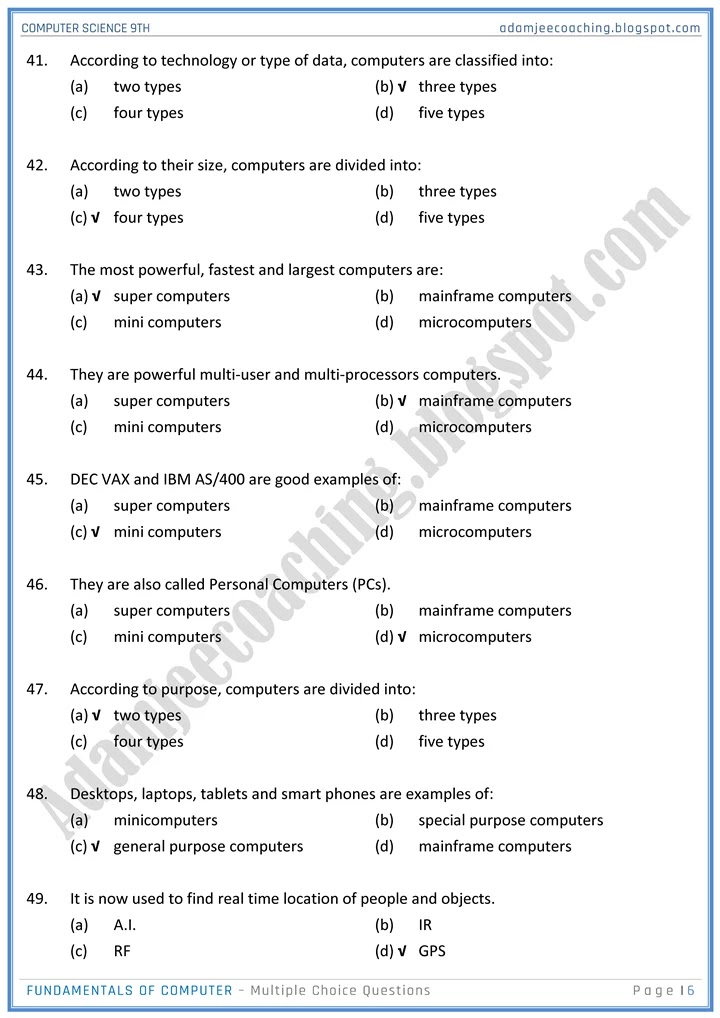 COMPUTER SCIENCE 9TH adamjeecoaching.blogspot.com
41. According to technology or type of data, computers are classified into:
(a) two types (b) √ three types
(c) four types (d) five types
42. According to their size, computers are divided into:
(a) two types (b) three types
(c) √ four types (d) five types
43. The most powerful, fastest and largest computers are:
(a) √ super computers (b) mainframe computers
(c) mini computers (d) microcomputers
44. They are powerful multi-user and multi-processors computers.
(a) super computers (b) √ mainframe computers
(c) mini computers (d) microcomputers
45. DEC VAX and IBM AS/400 are good examples of:
(a) super computers (b) mainframe computers
(c) √ mini computers (d) microcomputers
46. They are also called Personal Computers (PCs).
(a) super computers (b) mainframe computers
(c) mini computers (d) √ microcomputers
47. According to purpose, computers are divided into:
(a) √ two types (b) three types
(c) four types (d) five types
48. Desktops, laptops, tablets and smart phones are examples of:
(a) minicomputers (b) special purpose computers
(c) √ general purpose computers (d) mainframe computers
49. It is now used to find real time location of people and objects.
(a) A.I. (b) IR
(c) RF (d) √ GPS
FUNDAMENTALS OF COMPUTER – Multiple Choice Questions Page | 6
Adamjeecoaching.blogspot.com